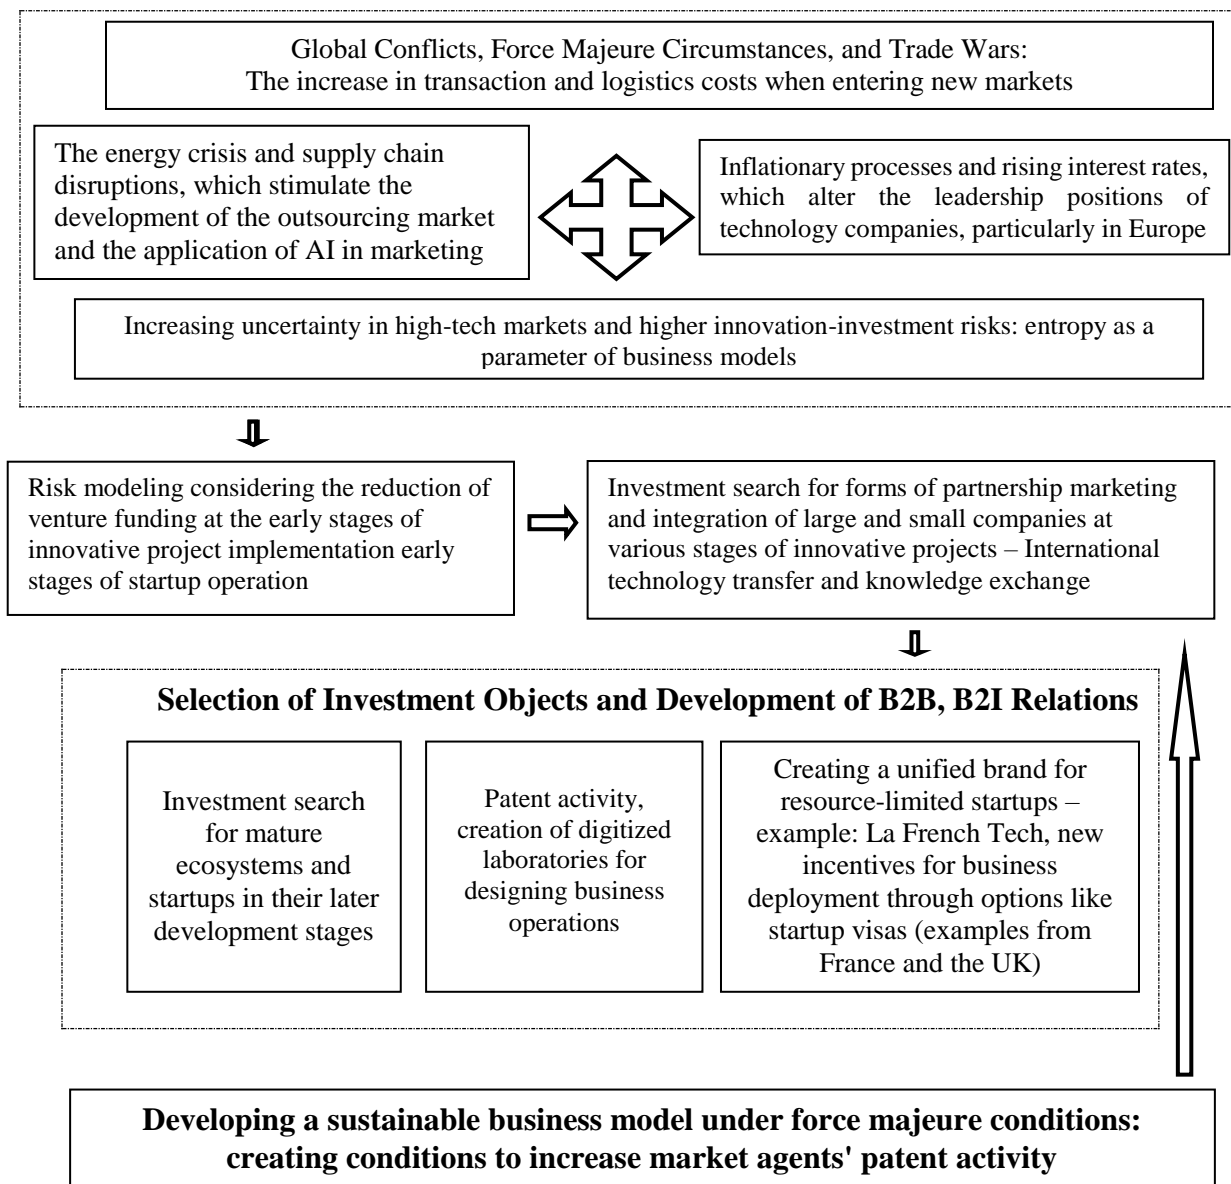 Global Conflicts, Force Majeure Circumstances, and Trade Wars:
The increase in transaction and logistics costs when entering new markets
The energy crisis and supply chain
disruptions, which stimulate the
development of the outsourcing market
and the application of AI in marketing
Inflationary processes and rising interest rates,
which alter the leadership positions of
technology companies, particularly in Europe
Increasing uncertainty in high-tech markets and higher innovation-investment risks: entropy as a
parameter of business models
Risk modeling considering the reduction of
venture funding at the early stages of
innovative project implementation early
stages of startup operation
Investment search for forms of partnership marketing
and integration of large and small companies at
various stages of innovative projects – International
technology transfer and knowledge exchange
Selection of Investment Objects and Development of B2B, B2I Relations
Investment search
for mature
ecosystems and
startups in their later
development stages
Patent activity,
creation of digitized
laboratories for
designing business
operations
Creating a unified brand for
resource-limited startups –
example: La French Tech, new
incentives for business
deployment through options like
startup visas (examples from
France and the UK)
Developing a sustainable business model under force majeure conditions:
creating conditions to increase market agents' patent activity